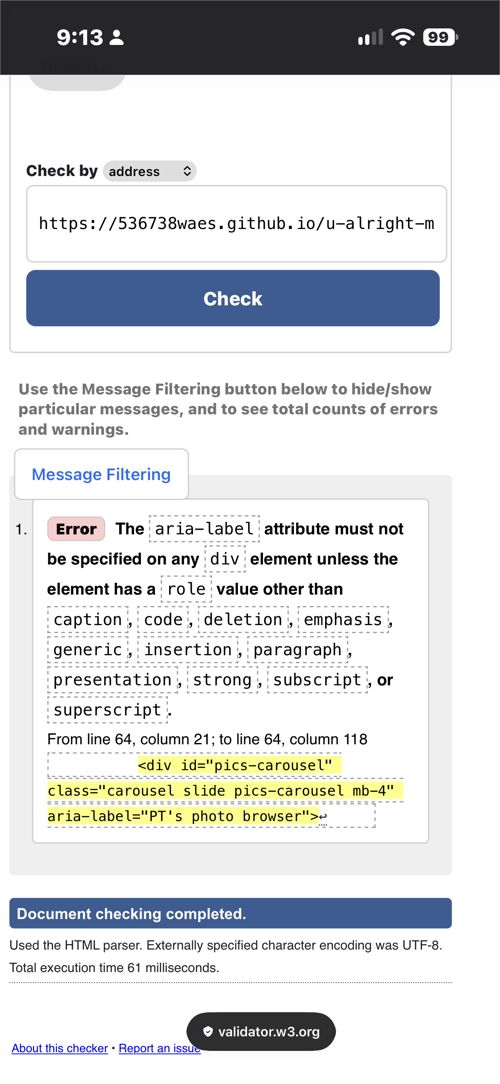 9:13
99
Check by address
https://536738waes.github.io/u-alright-m
Check
Use the Message Filtering button below to hide/show
particular messages, and to see total counts of errors
and warnings.
Message Filtering
1. Error The aria-label attribute must not
be specified on any div element unless the
element has a role value other than
caption, code, deletion, emphasis,
generic, insertion, paragraph,
presentation, strong, subscript, or
superscript.
From line 64, column 21; to line 64, column 118
<div id="pics-carousel"
class="carousel slide pics-carousel mb-4"
aria-label="PT's photo browser">↩
Document checking completed.
Used the HTML parser. Externally specified character encoding was UTF-8.
Total execution time 61 milliseconds.
validator.w3.org
About this checker • Report an issue